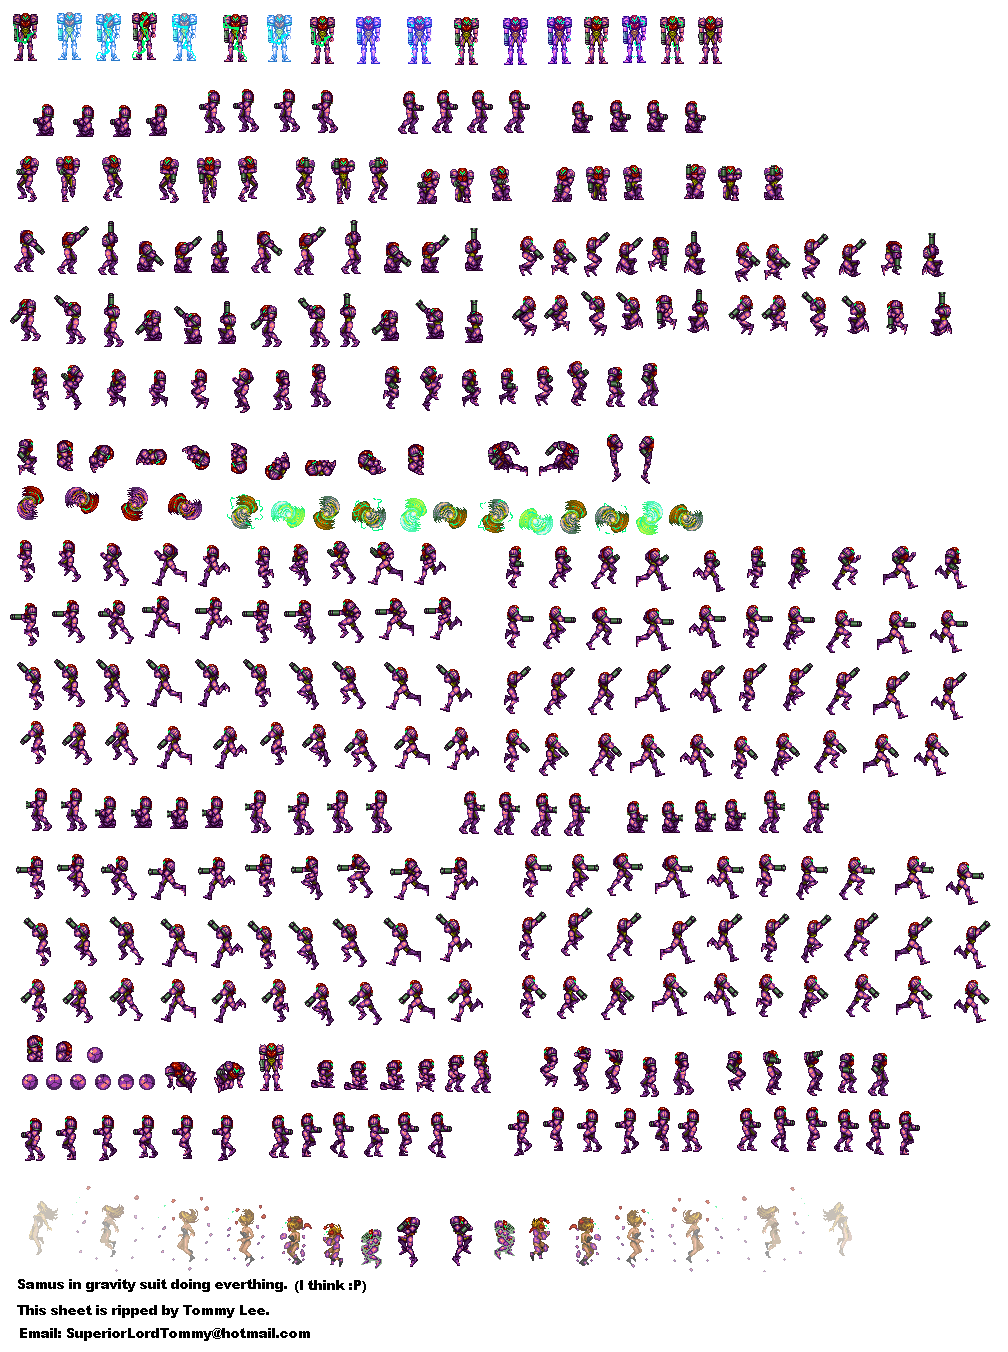 Samus in gravity suit doing everthing. (I think :P)
This sheet is ripped by Tommy Lee.
Email: SuperiorLordTommy@hotmail.com